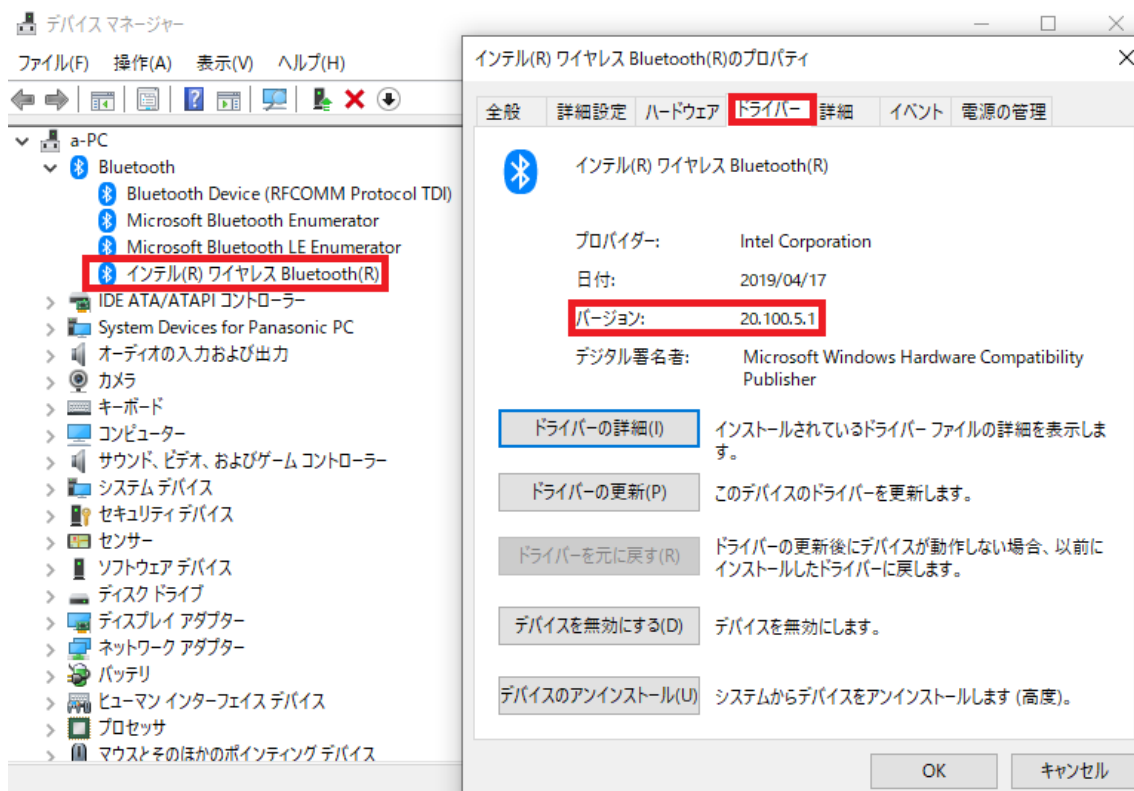 デバイス マネージャー
ファイル(F) 操作(A) 表示(V) ヘルプ(H)
a-PC
Bluetooth
Bluetooth Device (RFCOMM Protocol TDI)
Microsoft Bluetooth Enumerator
Microsoft Bluetooth LE Enumerator
インテル(R) ワイヤレス Bluetooth(R)
IDE ATA/ATAPI コントローラー
System Devices for Panasonic PC
オーディオの入力および出力
カメラ
キーボード
コンピューター
サウンド、ビデオ、およびゲーム コントローラー
システム デバイス
セキュリティ デバイス
センサー
ソフトウェア デバイス
ディスク ドライブ
ディスプレイ アダプター
ネットワーク アダプター
バッテリ
ヒューマン インターフェイス デバイス
プロセッサ
マウスとそのほかのポインティング デバイス
インテル(R) ワイヤレス Bluetooth(R)のプロパティ
全般 詳細設定 ハードウェア ドライバー 詳細 イベント 電源の管理
インテル(R) ワイヤレス Bluetooth(R)
プロバイダー: Intel Corporation
日付: 2019/04/17
バージョン: 20.100.5.1
デジタル署名者: Microsoft Windows Hardware Compatibility
Publisher
ドライバーの詳細(I) インストールされているドライバー ファイルの詳細を表示しま
す。
ドライバーの更新(P) このデバイスのドライバーを更新します。
ドライバーを元に戻す(R) ドライバーの更新後にデバイスが動作しない場合、以前に
インストールしたドライバーに戻します。
デバイスを無効にする(D) デバイスを無効にします。
デバイスのアンインストール(U) システムからデバイスをアンインストールします (高度)。
OK キャンセル